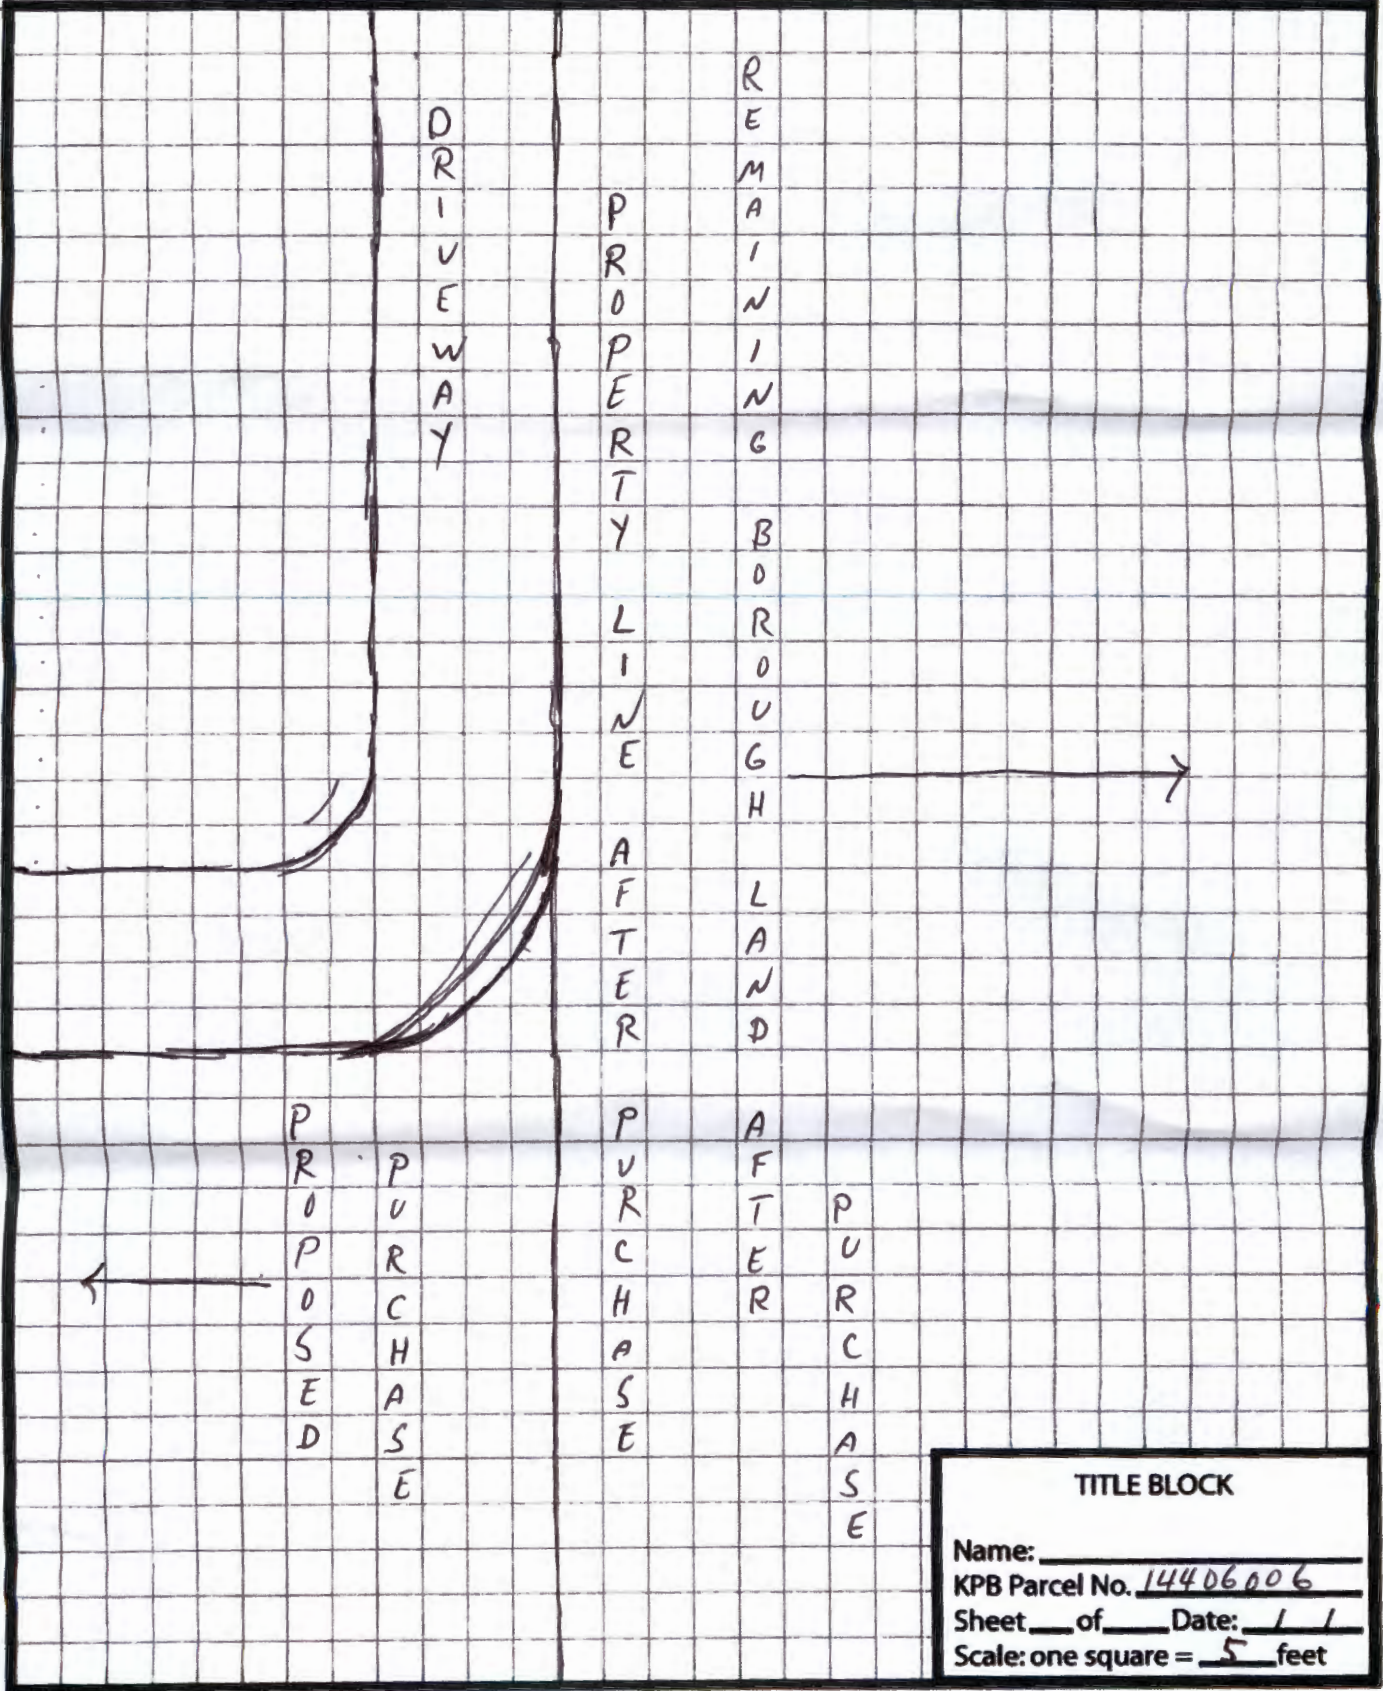 DRIVEWAY
PROPERTY LINE AFTER PURCHASE
REMAINING BOROUGH LAND AFTER
PURCHASE
PROPOSED
PURCHASE
TITLE BLOCK
Name:
KPB Parcel No. 14406006
Sheet of Date: / /
Scale: one square = 5 feet